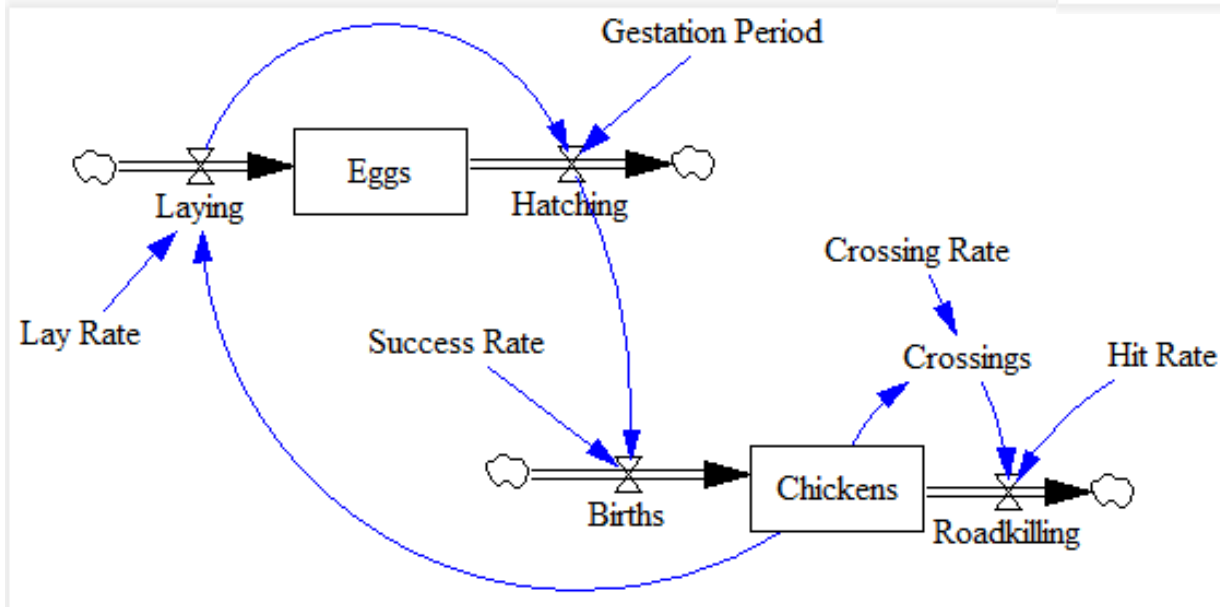 Gestation Period
Eggs
Laying
Hatching
Crossing Rate
Lay Rate
Success Rate
Crossings
Hit Rate
Chickens
Births
Roadkilling